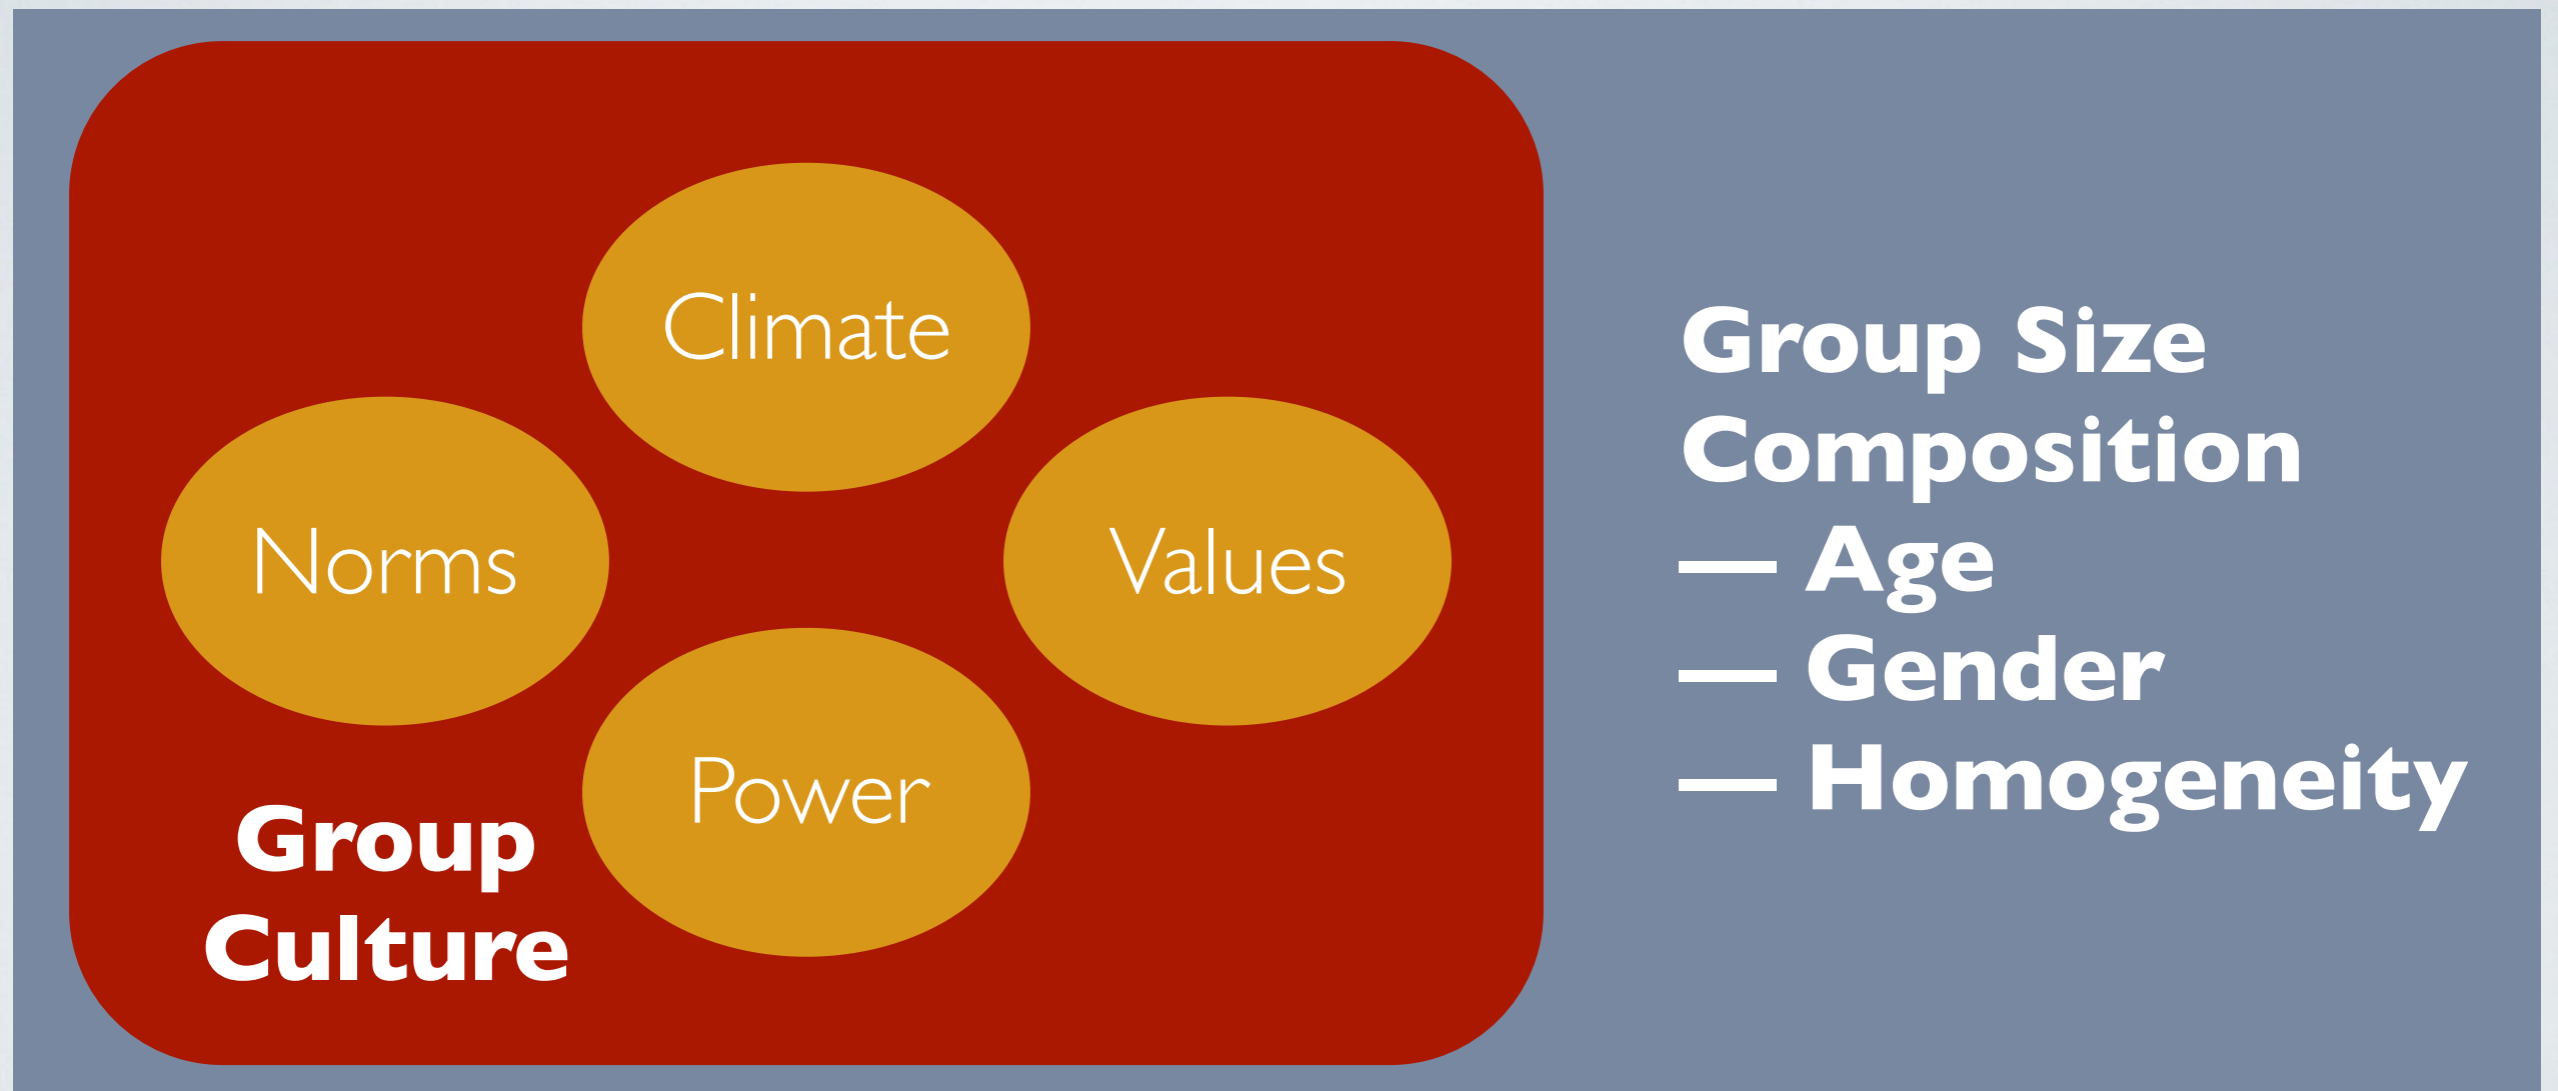 Climate
Norms
Values
Power
Group
Culture
Group Size
Composition
— Age
— Gender
— Homogeneity